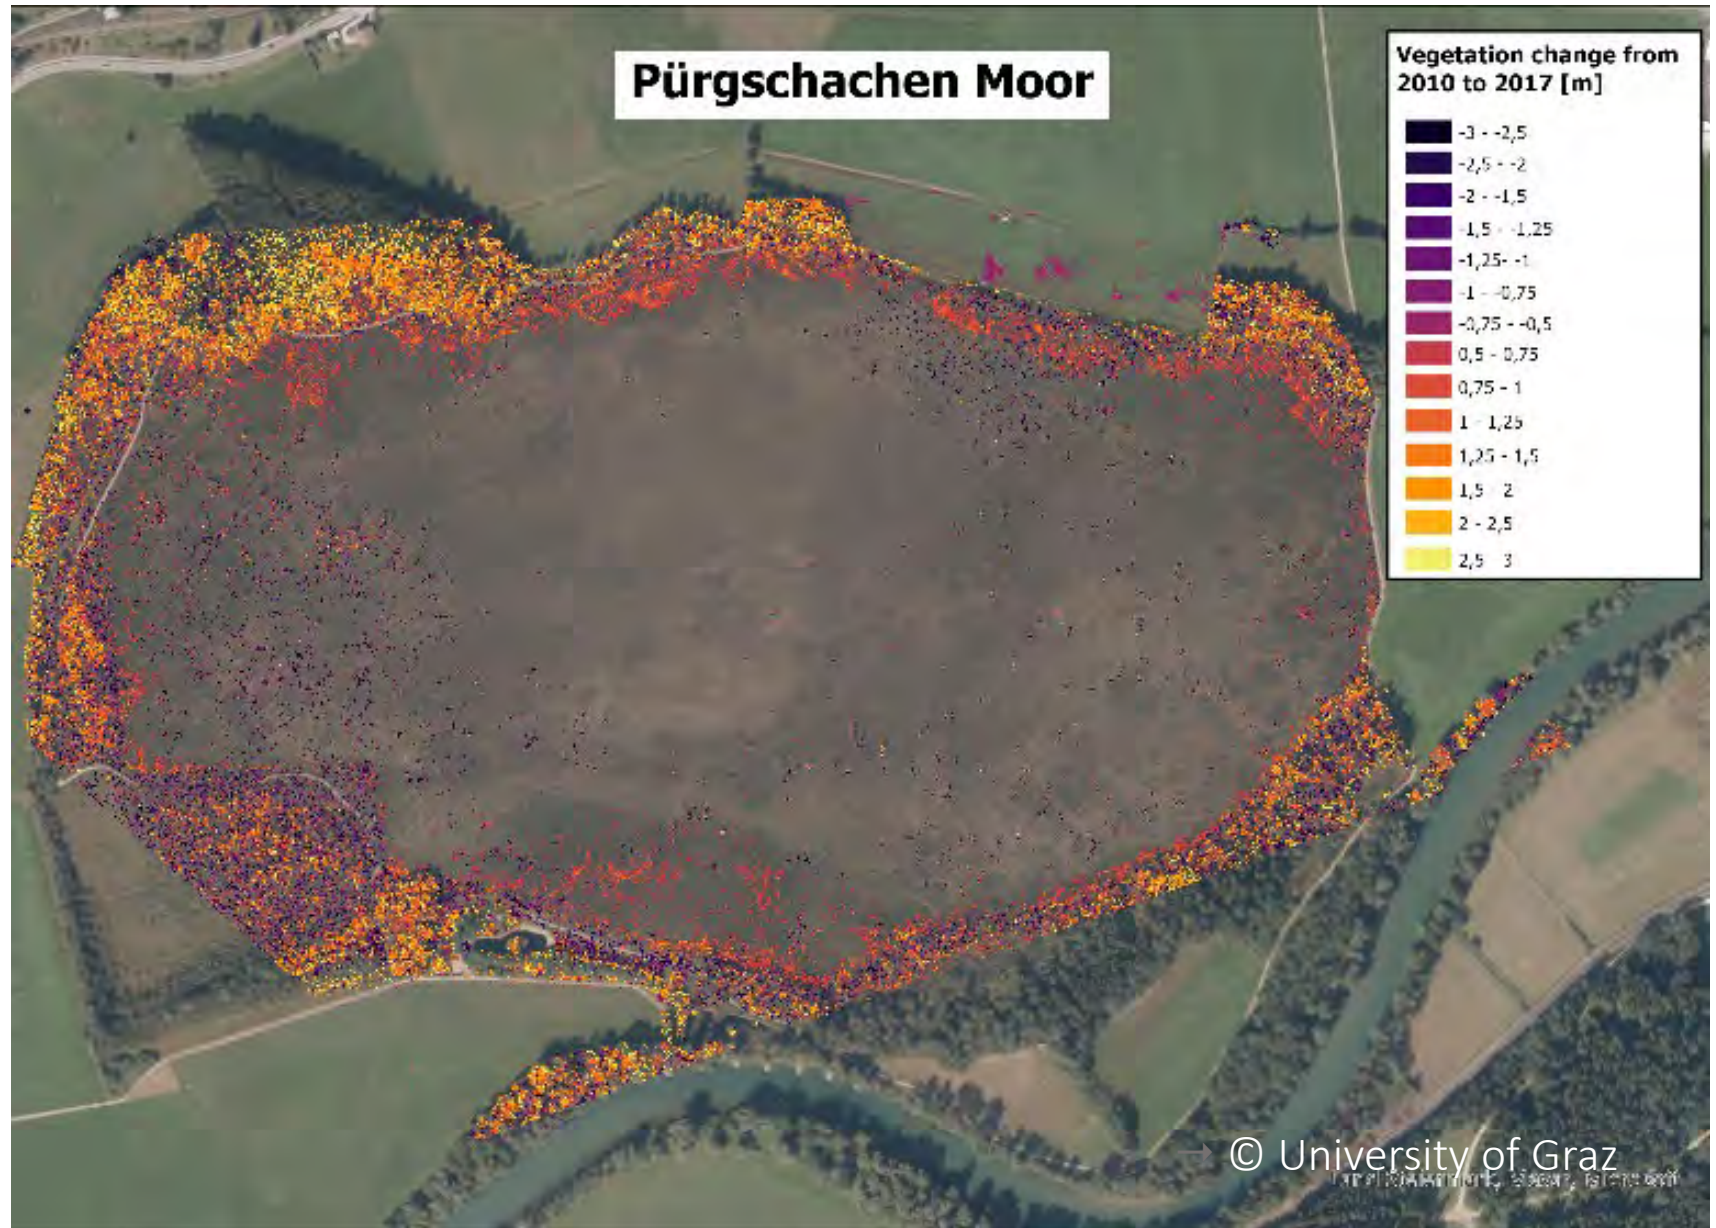 Pürgschachen Moor
Vegetation change from
2010 to 2017 [m]
-3 - -2,5
-2,5 - -2
-2 - -1,5
-1,5 - -1,25
-1,25- -1
-1 - -0,75
-0,75 - -0,5
0,5 - 0,75
0,75 - 1
1 - 1,25
1,25 - 1,5
1,5 - 2
2 - 2,5
2,5 - 3
© University of Graz